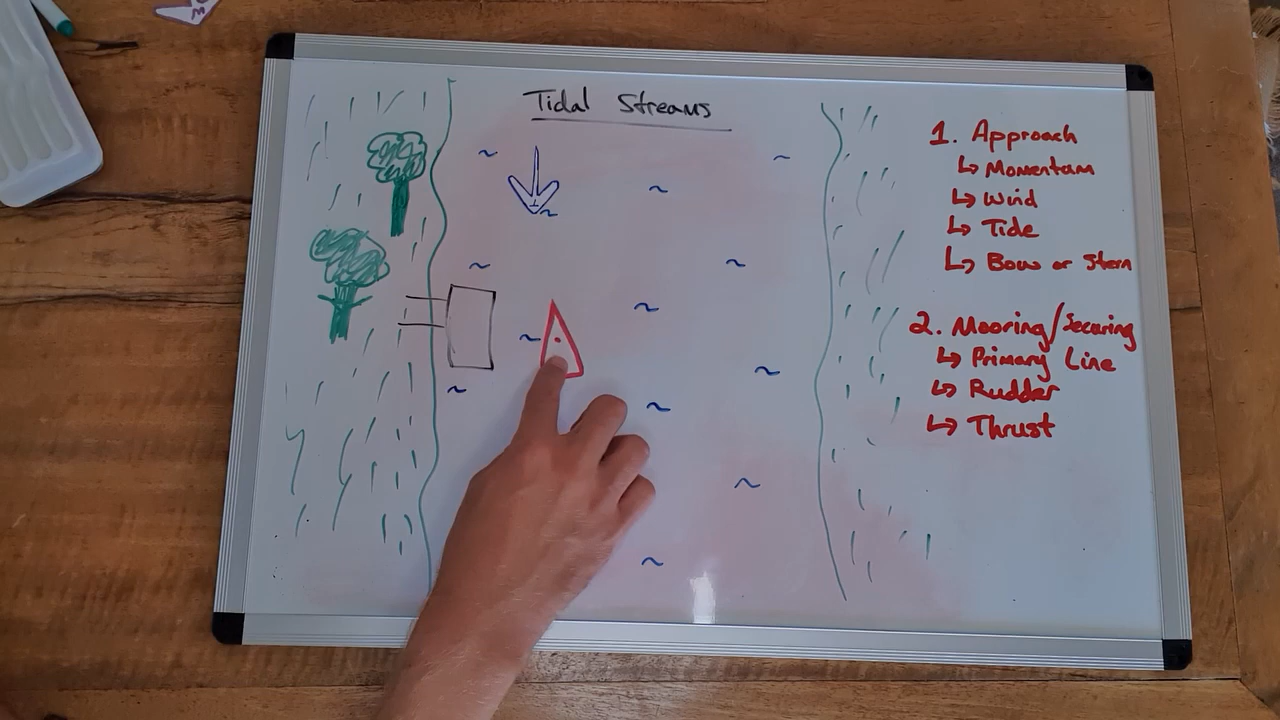 Tidal Streams
1. Approach
↳ Momentum
↳ Wind
↳ Tide
↳ Bow or Stern
2. Mooring/Securing
↳ Primary Line
↳ Rudder
↳ Thrust